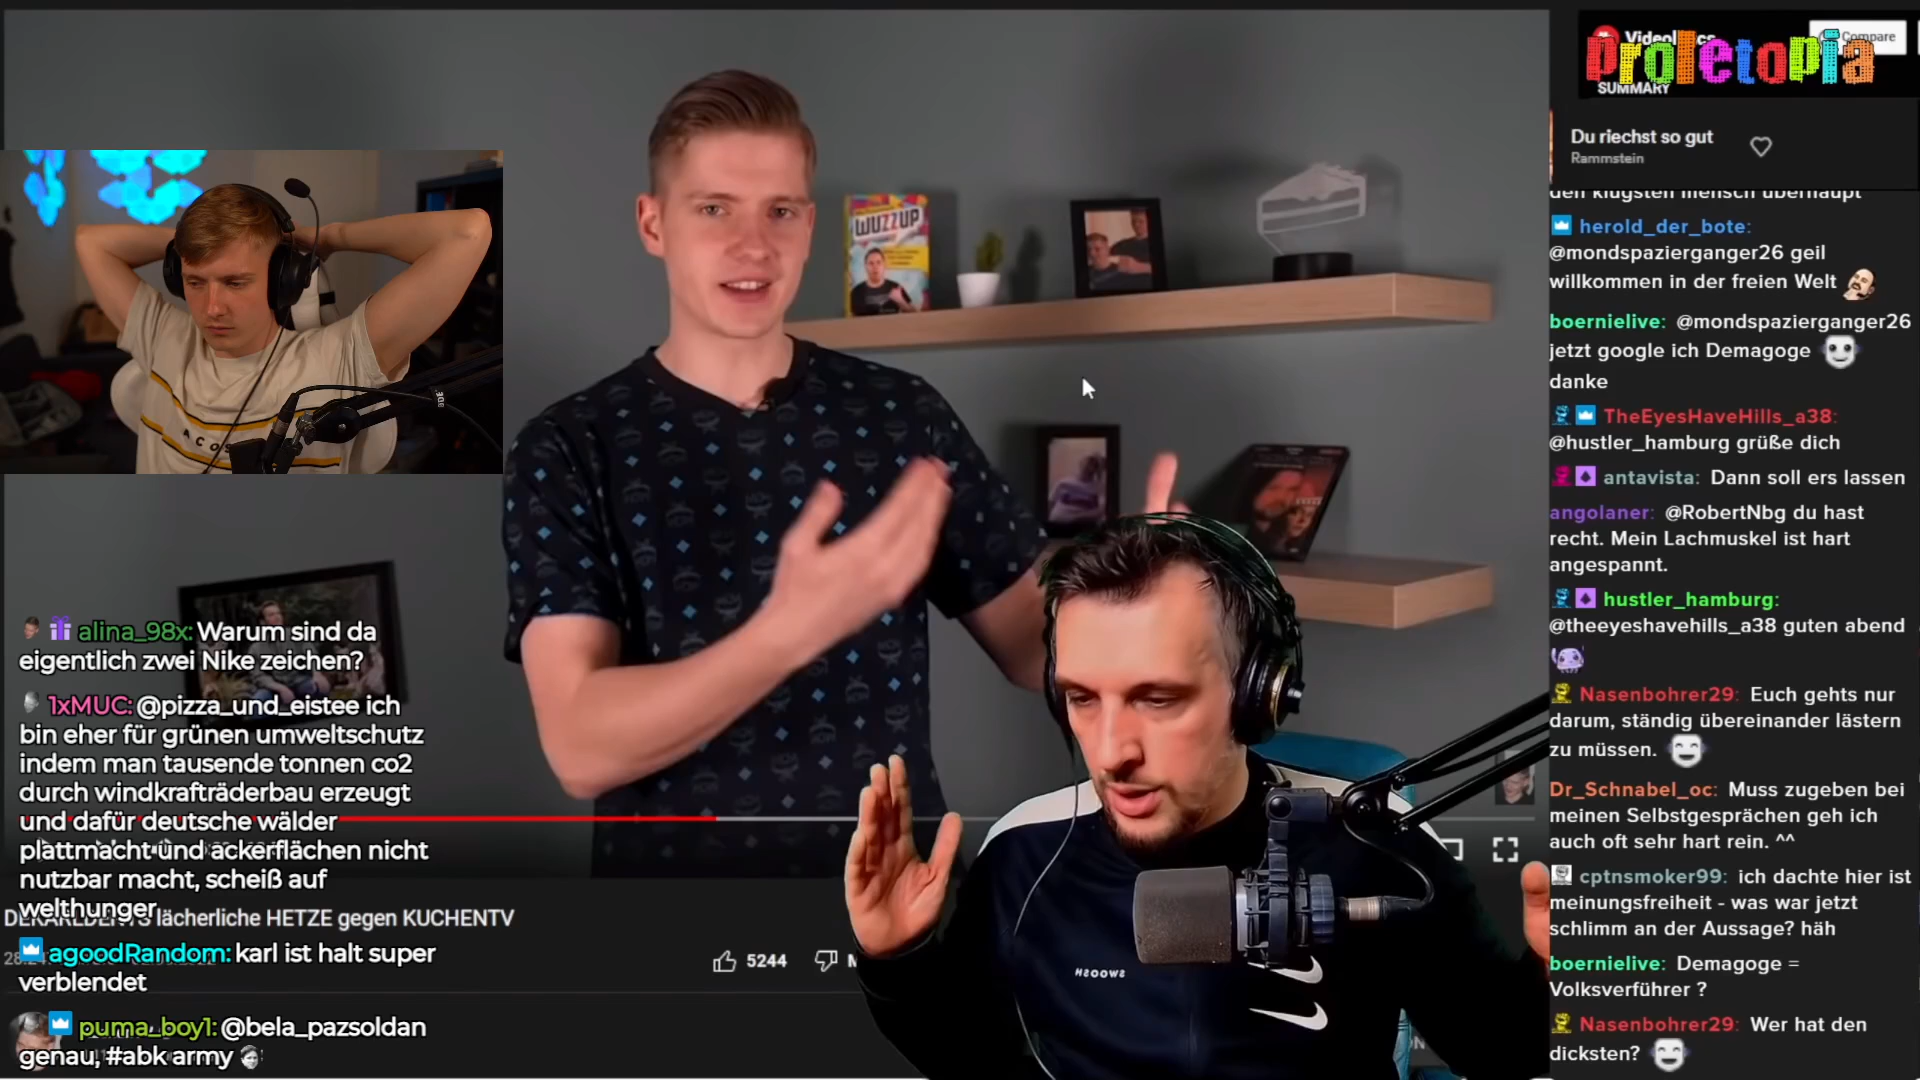 Proletopia
Compare
SUMMARY
Du riechst so gut
Rammstein
den klügsten mensch überhaupt
herold_der_bote:
@mondspazierganger26 geil
willkommen in der freien Welt
boernielive: @mondspazierganger26
jetzt google ich Demagoge
danke
TheEyesHaveHills_a38:
@hustler_hamburg grüße dich
antavista: Dann soll ers lassen
angolaner: @RobertNbg du hast
recht. Mein Lachmuskel ist hart
angespannt.
hustler_hamburg:
@theeyeshavehills_a38 guten abend
Nasenbohrer29: Euch gehts nur
darum, ständig übereinander lästern
zu müssen.
Dr_Schnabel_oc: Muss zugeben bei
meinen Selbstgesprächen geh ich
auch oft sehr hart rein. ^^
cptnsmoker99: ich dachte hier ist
meinungsfreiheit - was war jetzt
schlimm an der Aussage? häh
boernielive: Demagoge =
Volksverführer ?
Nasenbohrer29: Wer hat den
dicksten?
WUZZUP
alina_98x: Warum sind da
eigentlich zwei Nike zeichen?
1xMUC: @pizza_und_eistee ich
bin eher für grünen umweltschutz
indem man tausende tonnen co2
durch windkrafträderbau erzeugt
und dafür deutsche wälder
plattmacht und ackerflächen nicht
nutzbar macht, scheiß auf
welthunger
lächerliche HETZE gegen KUCHENTV
agoodRandom: karl ist halt super
verblendet
5244
puma_boy1: @bela_pazsoldan
genau, #abk army
SWOOSH